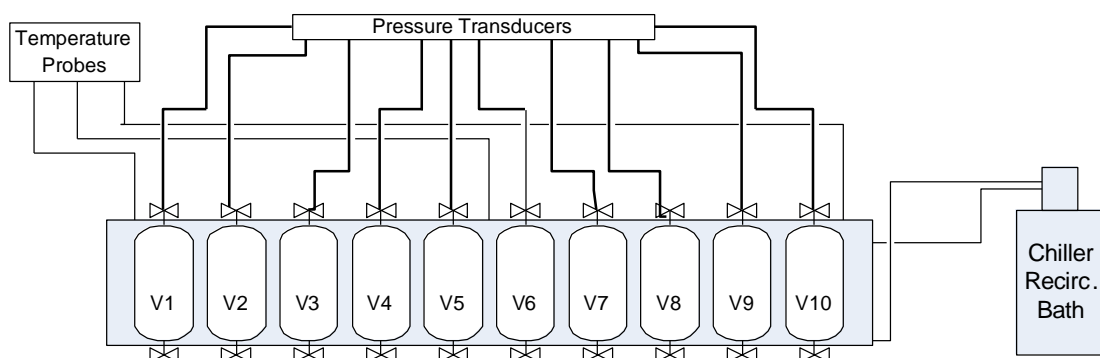 Pressure Transducers
Temperature
Probes
V1 V2 V3 V4 V5 V6 V7 V8 V9 V10
Chiller
Recirc.
Bath